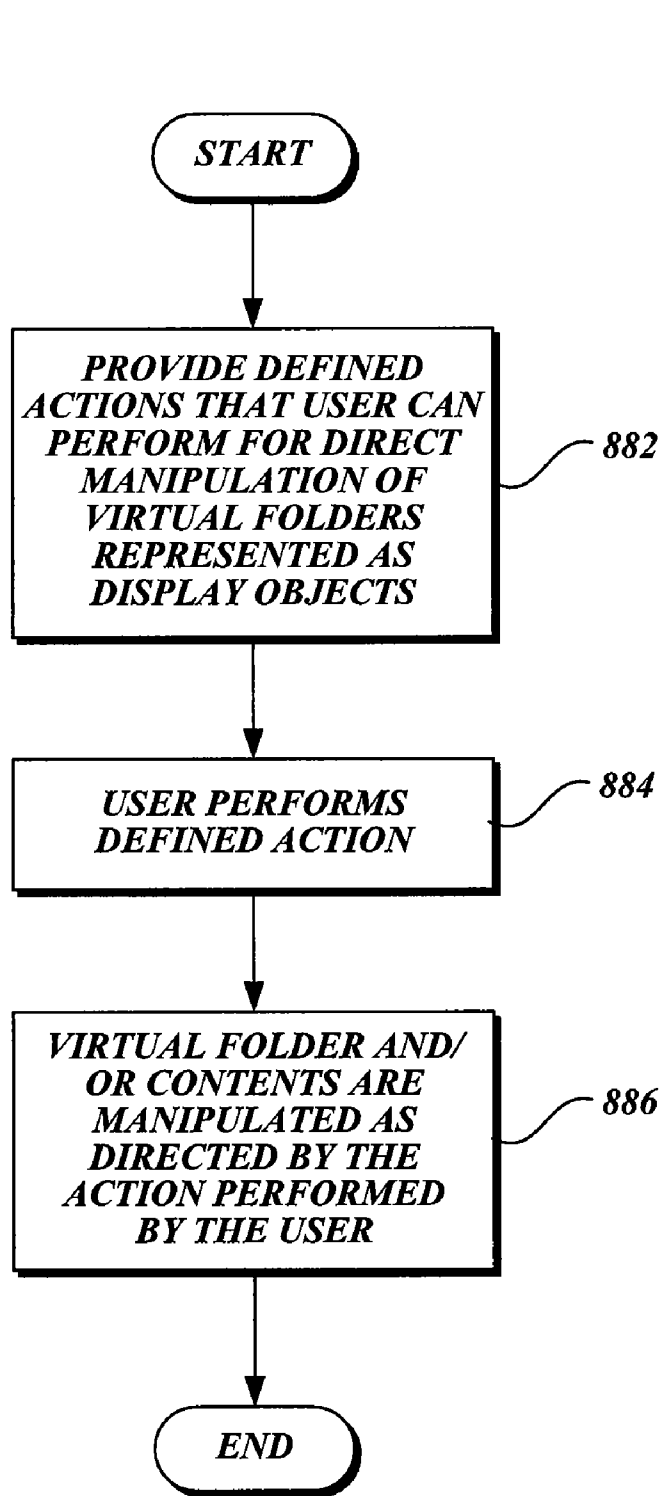 START
PROVIDE DEFINED
ACTIONS THAT USER CAN
PERFORM FOR DIRECT
MANIPULATION OF
VIRTUAL FOLDERS
REPRESENTED AS
DISPLAY OBJECTS
882
USER PERFORMS
DEFINED ACTION
884
VIRTUAL FOLDER AND/
OR CONTENTS ARE
MANIPULATED AS
DIRECTED BY THE
ACTION PERFORMED
BY THE USER
886
END